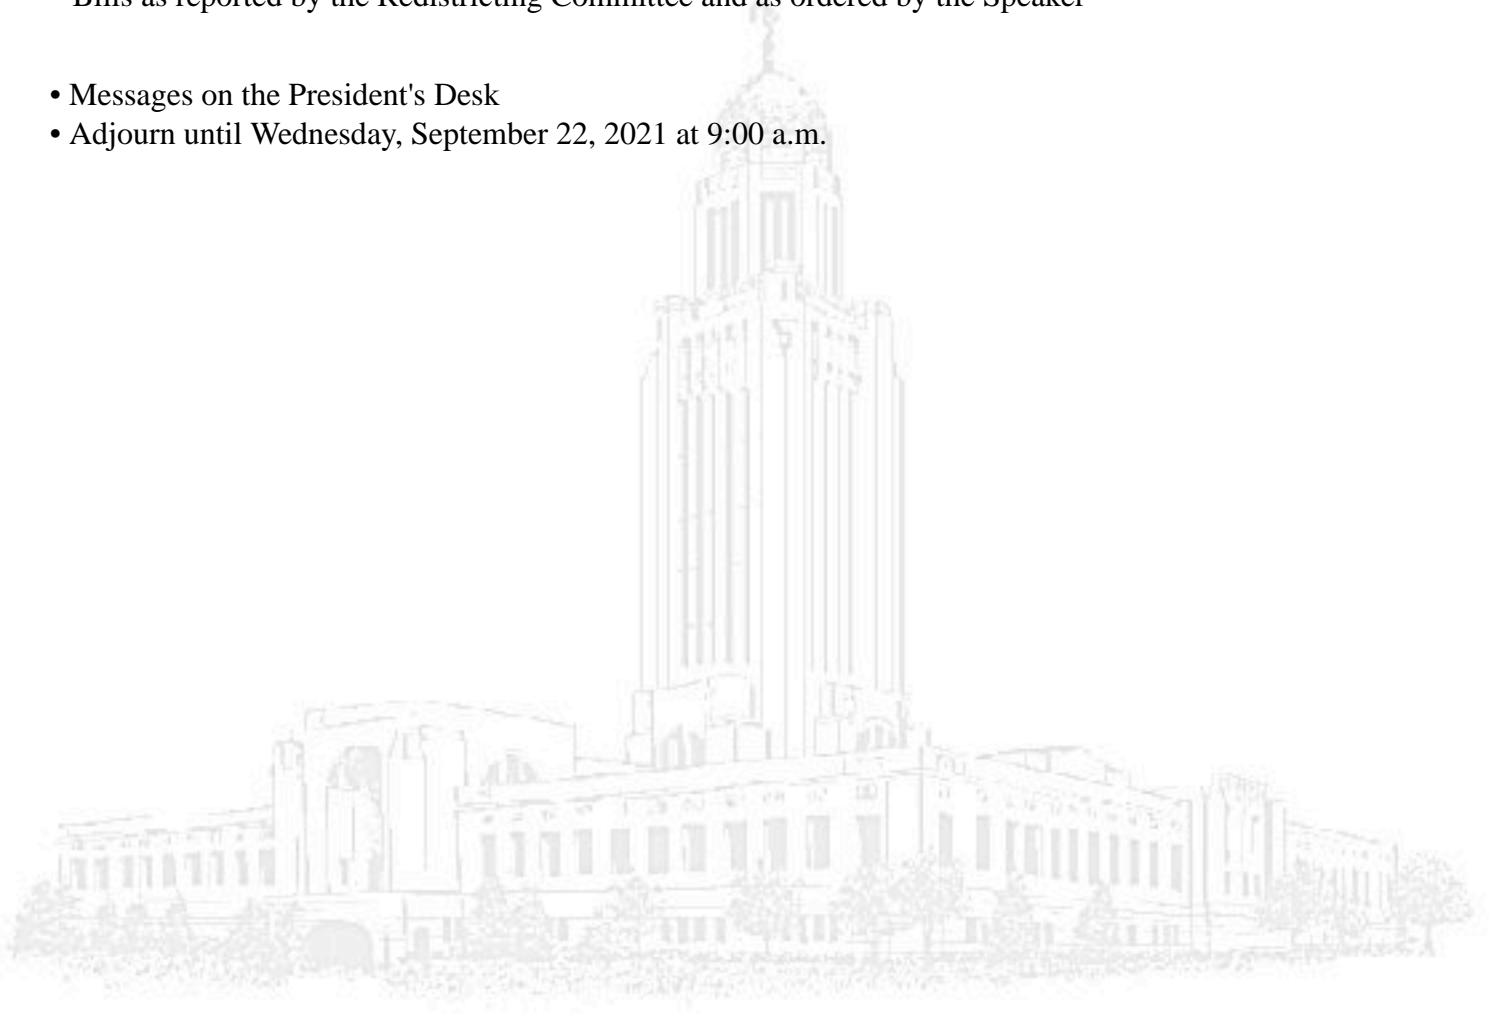 Bills as reported by the Redistricting Committee and as ordered by the Speaker
• Messages on the President's Desk
• Adjourn until Wednesday, September 22, 2021 at 9:00 a.m.